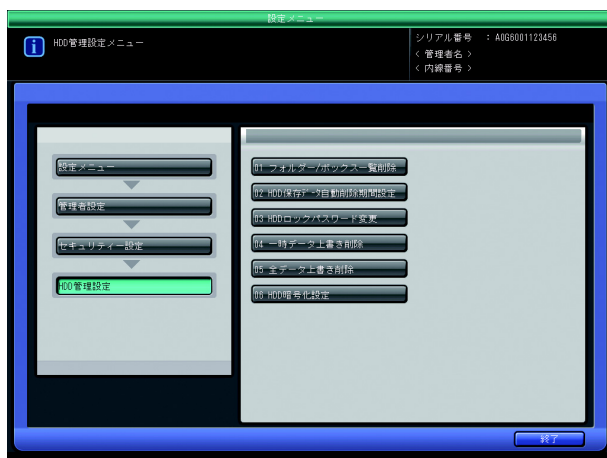 設定メニュー
HDD管理設定メニュー
シリアル番号 : A0G6001123456
< 管理者名 >
< 内線番号 >
設定メニュー
管理者設定
セキュリティー設定
HDD管理設定
01 フォルダー/ボックス一覧削除
02 HDD保存データ自動削除期間設定
03 HDDロックパスワード変更
04 一時データ上書き削除
05 全データ上書き削除
06 HDD暗号化設定
終了